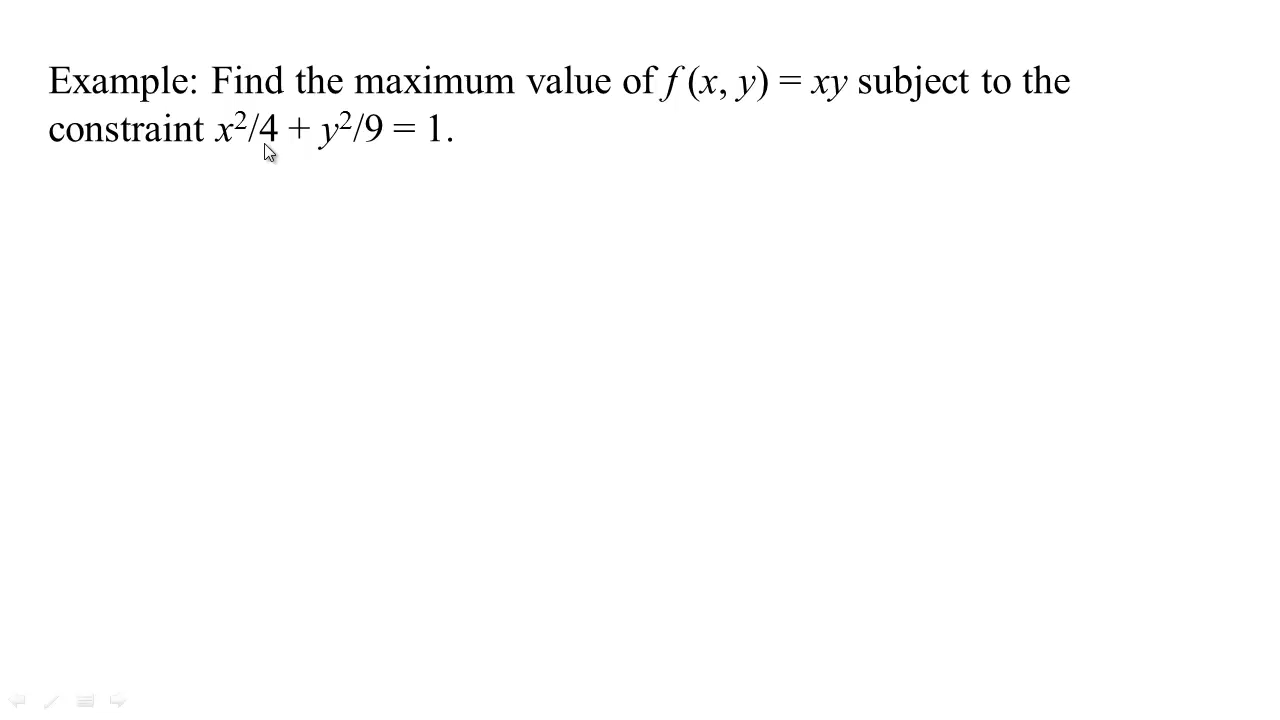 Example: Find the maximum value of f (x, y) = xy subject to the
constraint x²/4 + y²/9 = 1.